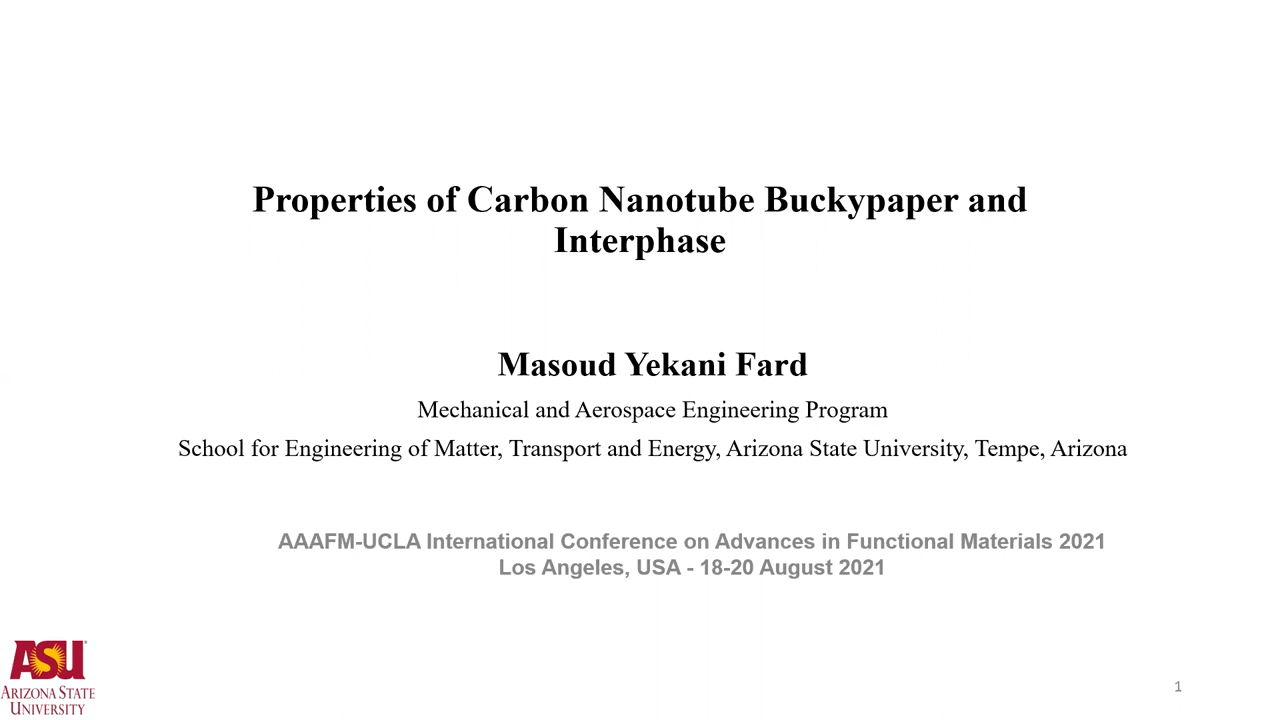 Properties of Carbon Nanotube Buckypaper and
Interphase
Masoud Yekani Fard
Mechanical and Aerospace Engineering Program
School for Engineering of Matter, Transport and Energy, Arizona State University, Tempe, Arizona
AAAFM-UCLA International Conference on Advances in Functional Materials 2021
Los Angeles, USA - 18-20 August 2021
ASU
ARIZONA STATE
UNIVERSITY
1